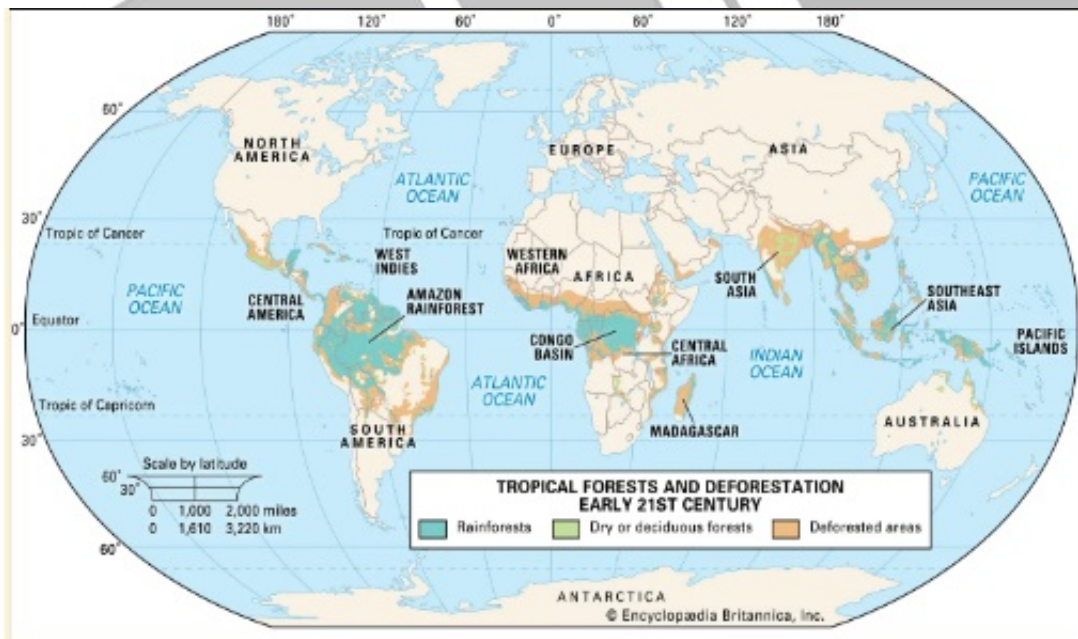 180° 120° 60° 0° 60° 120° 180°
60°
NORTH
AMERICA
EUROPE
ASIA
ATLANTIC
OCEAN
PACIFIC
OCEAN
30°
Tropic of Cancer
Tropic of Cancer
WEST
INDIES
WESTERN
AFRICA
AFRICA
SOUTH
ASIA
PACIFIC
OCEAN
CENTRAL
AMERICA
AMAZON
RAINFOREST
SOUTHEAST
ASIA
0°
Equator
CONGO
BASIN
CENTRAL
AFRICA
INDIAN
OCEAN
PACIFIC
ISLANDS
ATLANTIC
OCEAN
Tropic of Capricorn
MADAGASCAR
AUSTRALIA
SOUTH
AMERICA
30°
Scale by latitude
60°
30°
0 1,000 2,000 miles
0 1,610 3,220 km
TROPICAL FORESTS AND DEFORESTATION
EARLY 21ST CENTURY
Rainforests Dry or deciduous forests Deforested areas
60°
ANTARCTICA
© Encyclopædia Britannica, Inc.